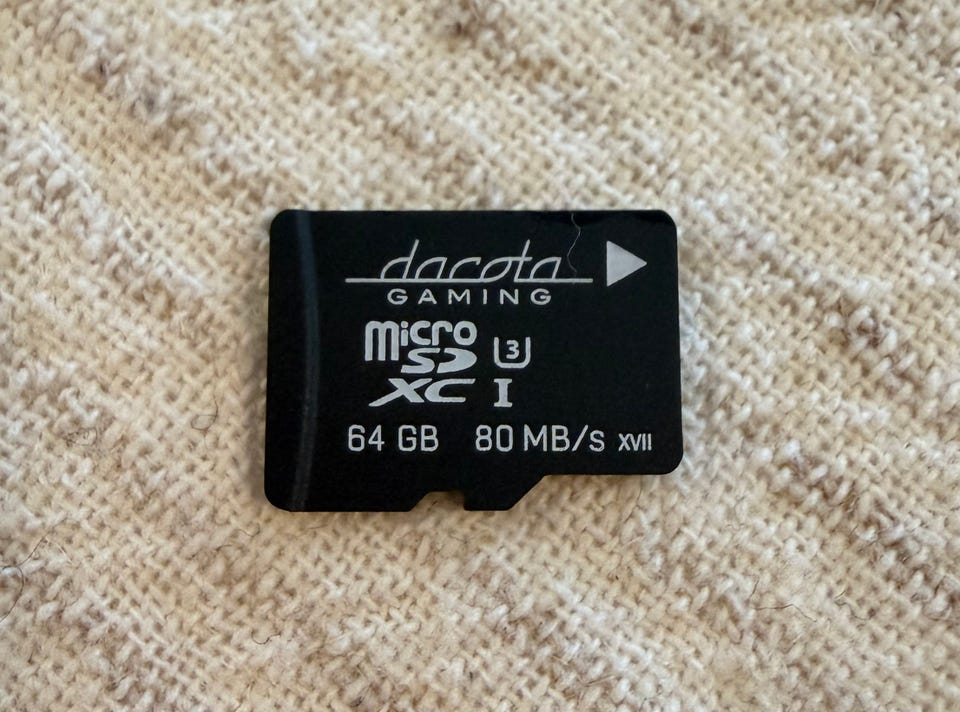 dacota
GAMING
micro
SD 3
XC I
64 GB 80 MB/s XVII